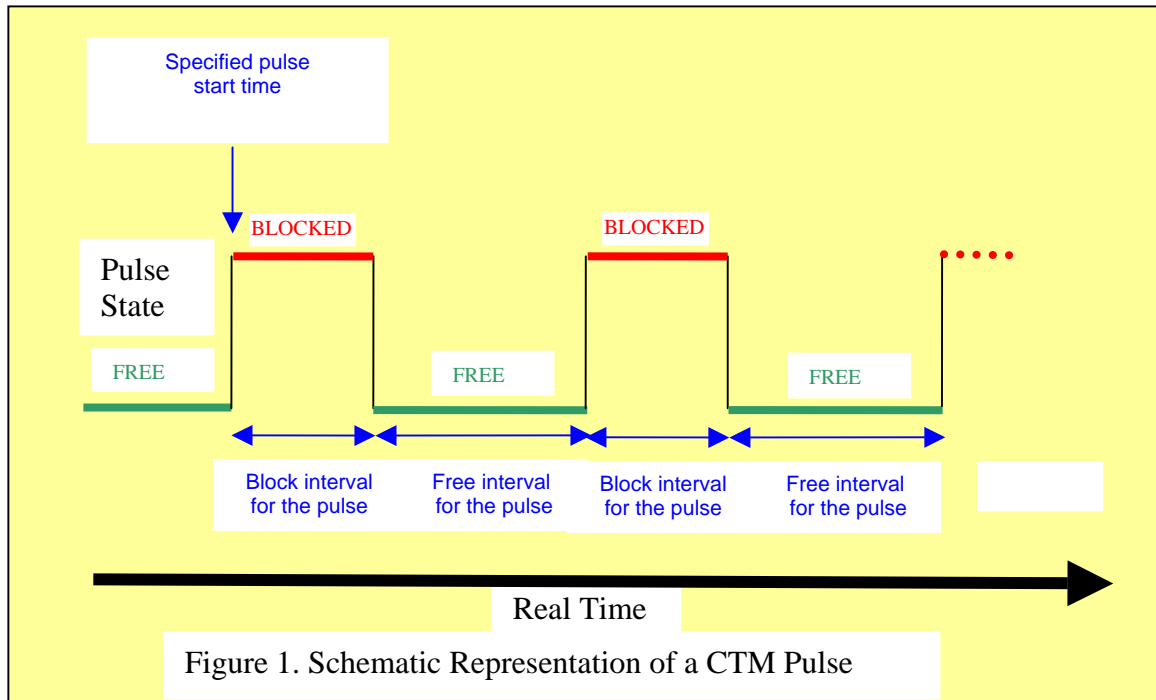 Specified pulse
start time
BLOCKED
BLOCKED
Pulse
State
FREE
FREE
FREE
Block interval
for the pulse
Free interval
for the pulse
Block interval
for the pulse
Free interval
for the pulse
Real Time
Figure 1. Schematic Representation of a CTM Pulse